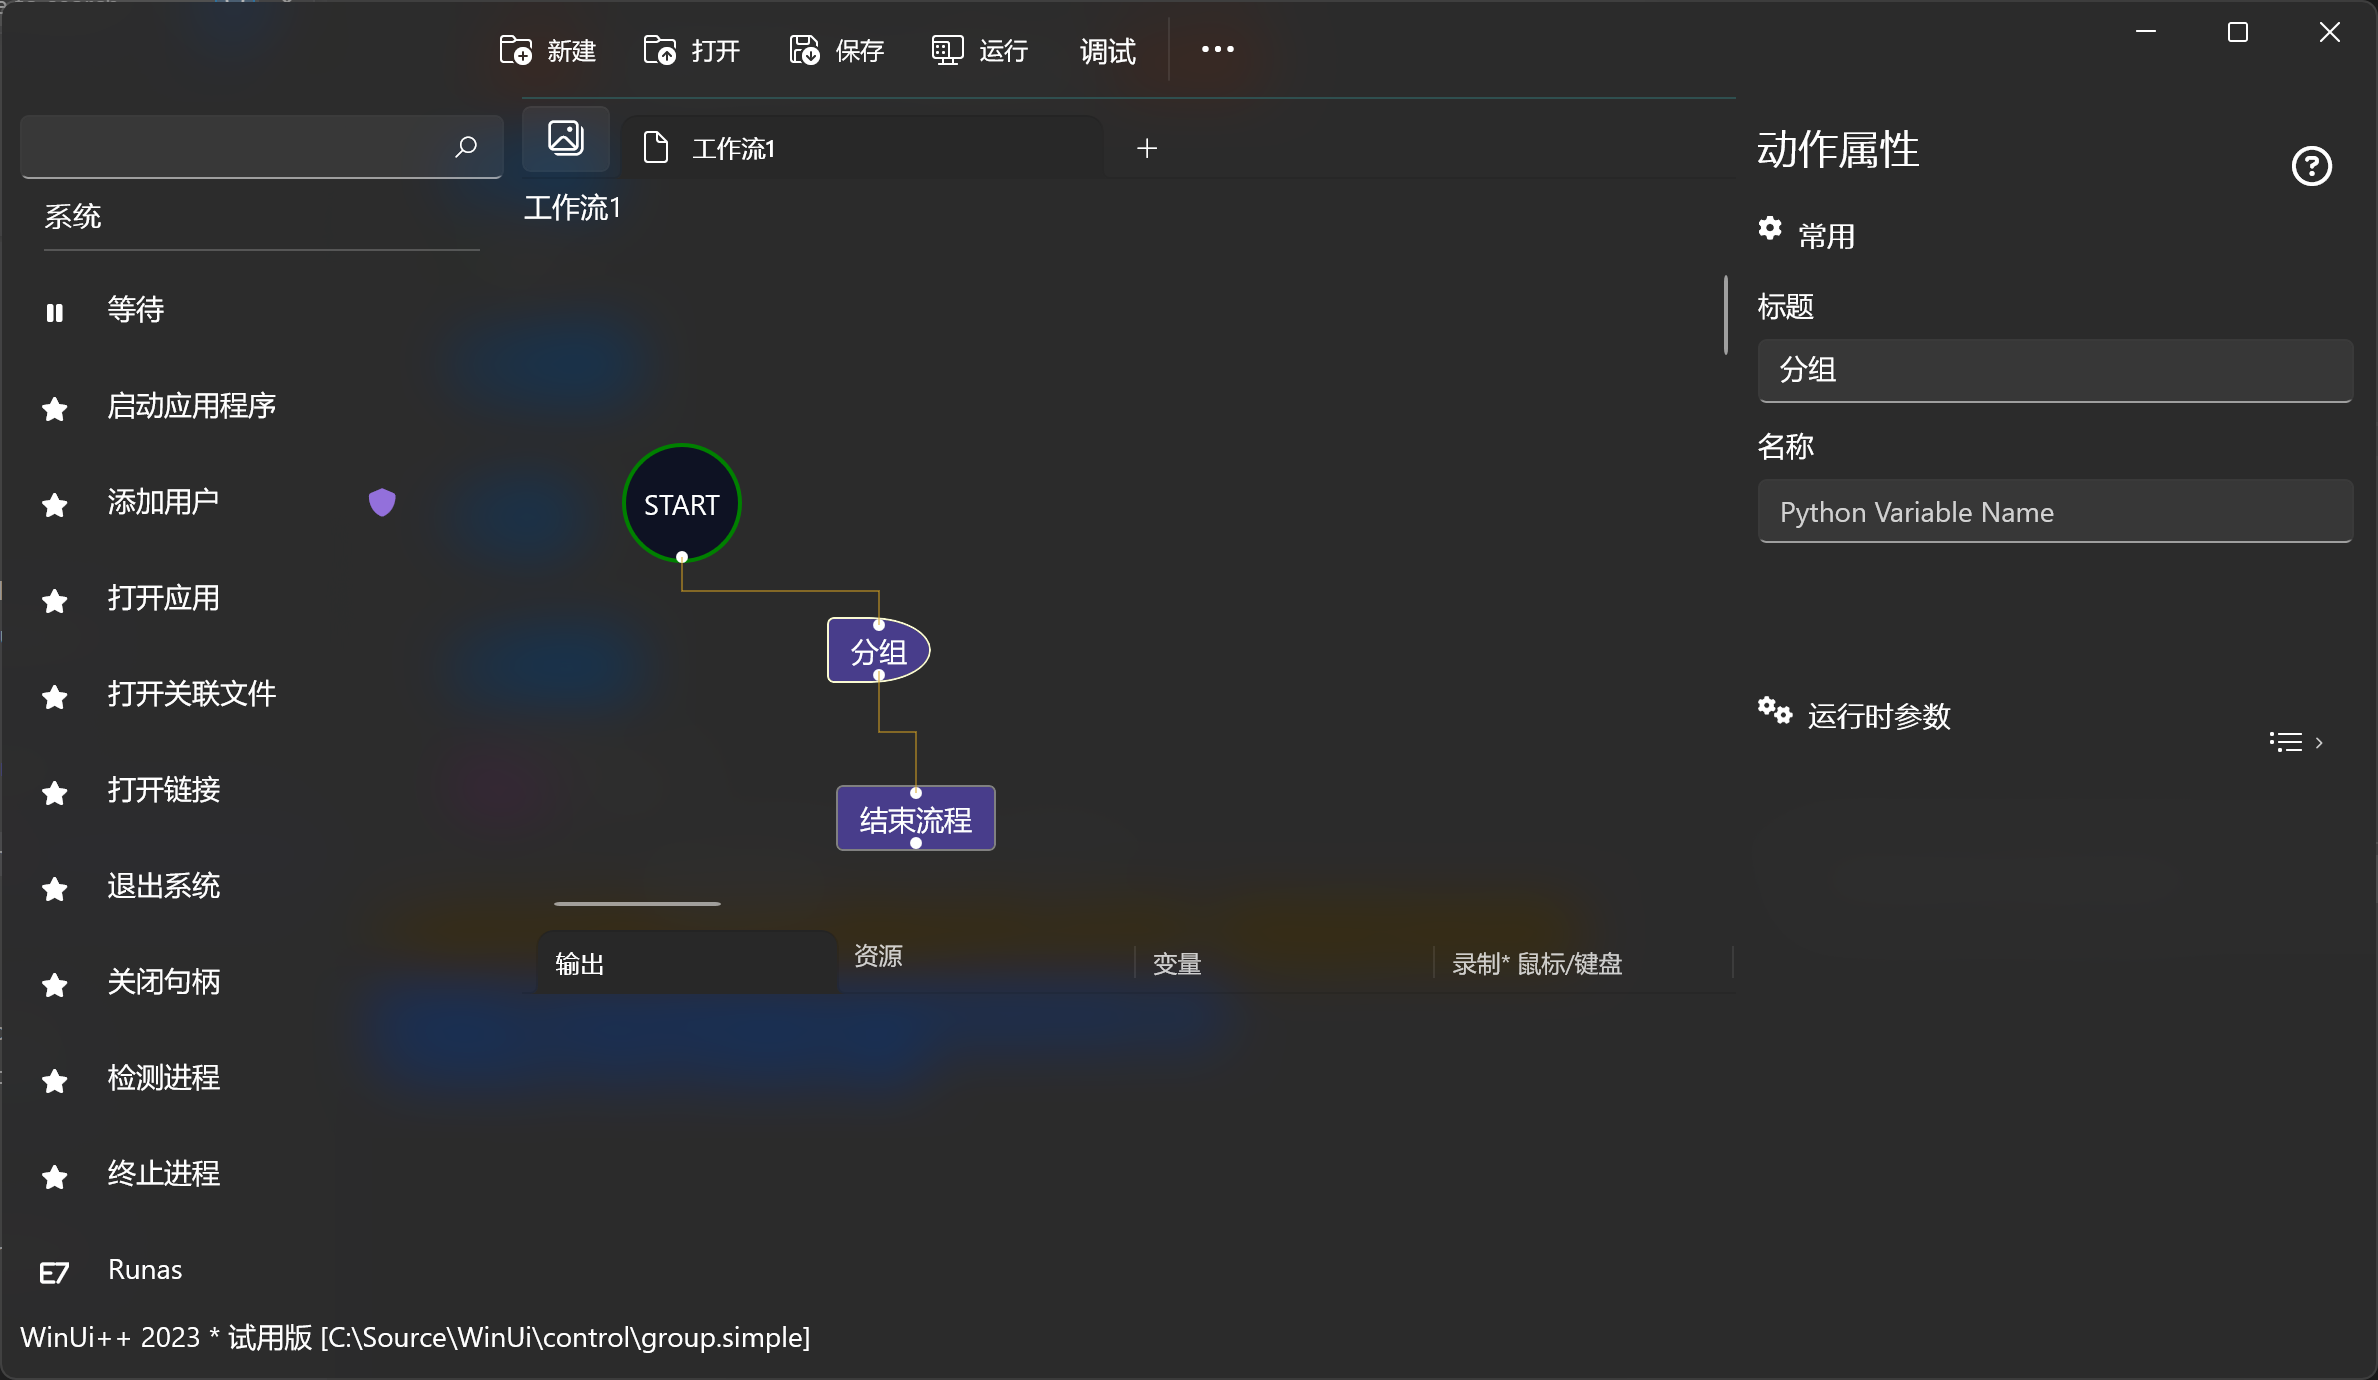 新建
打开
保存
运行
调试
工作流1
工作流1
系统
等待
启动应用程序
添加用户
打开应用
打开关联文件
打开链接
退出系统
关闭句柄
检测进程
终止进程
Runas
START
分组
结束流程
输出
资源
变量
录制* 鼠标/键盘
动作属性
常用
标题
分组
名称
Python Variable Name
运行时参数
WinUi++ 2023 * 试用版 [C:\Source\WinUi\control\group.simple]